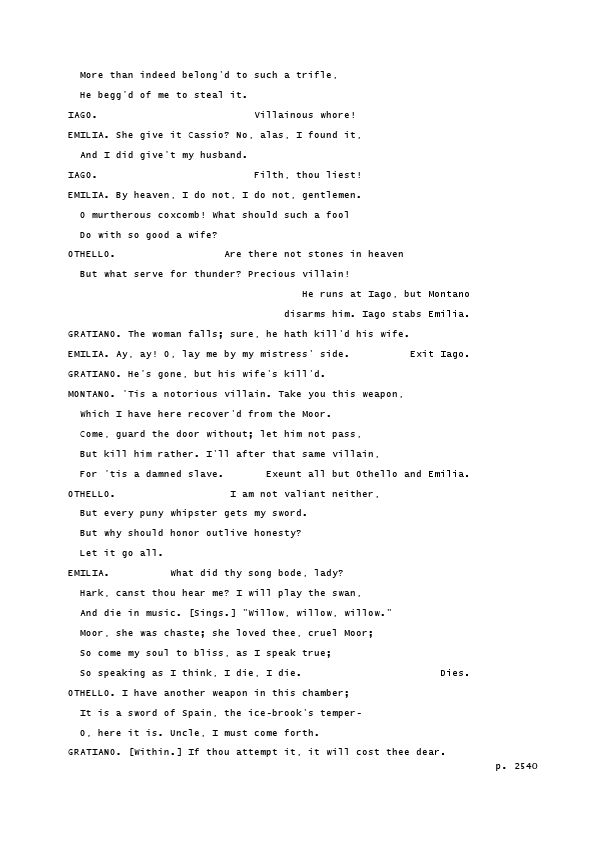 More than indeed belong'd to such a trifle,
He begg'd of me to steal it.
IAGO. Villainous whore!
EMILIA. She give it Cassio? No, alas, I found it,
And I did give't my husband.
IAGO. Filth, thou liest!
EMILIA. By heaven, I do not, I do not, gentlemen.
O murtherous coxcomb! What should such a fool
Do with so good a wife?
OTHELLO. Are there not stones in heaven
But what serve for thunder? Precious villain!
He runs at Iago, but Montano
disarms him. Iago stabs Emilia.
GRATIANO. The woman falls; sure, he hath kill'd his wife.
EMILIA. Ay, ay! O, lay me by my mistress' side. Exit Iago.
GRATIANO. He's gone, but his wife's kill'd.
MONTANO. 'Tis a notorious villain. Take you this weapon,
Which I have here recover'd from the Moor.
Come, guard the door without; let him not pass,
But kill him rather. I'll after that same villain,
For 'tis a damned slave. Exeunt all but Othello and Emilia.
OTHELLO. I am not valiant neither,
But every puny whipster gets my sword.
But why should honor outlive honesty?
Let it go all.
EMILIA. What did thy song bode, lady?
Hark, canst thou hear me? I will play the swan,
And die in music. [Sings.] "Willow, willow, willow."
Moor, she was chaste; she loved thee, cruel Moor;
So come my soul to bliss, as I speak true;
So speaking as I think, I die, I die. Dies.
OTHELLO. I have another weapon in this chamber;
It is a sword of Spain, the ice-brook's temper-
O, here it is. Uncle, I must come forth.
GRATIANO. [Within.] If thou attempt it, it will cost thee dear.
p. 2540